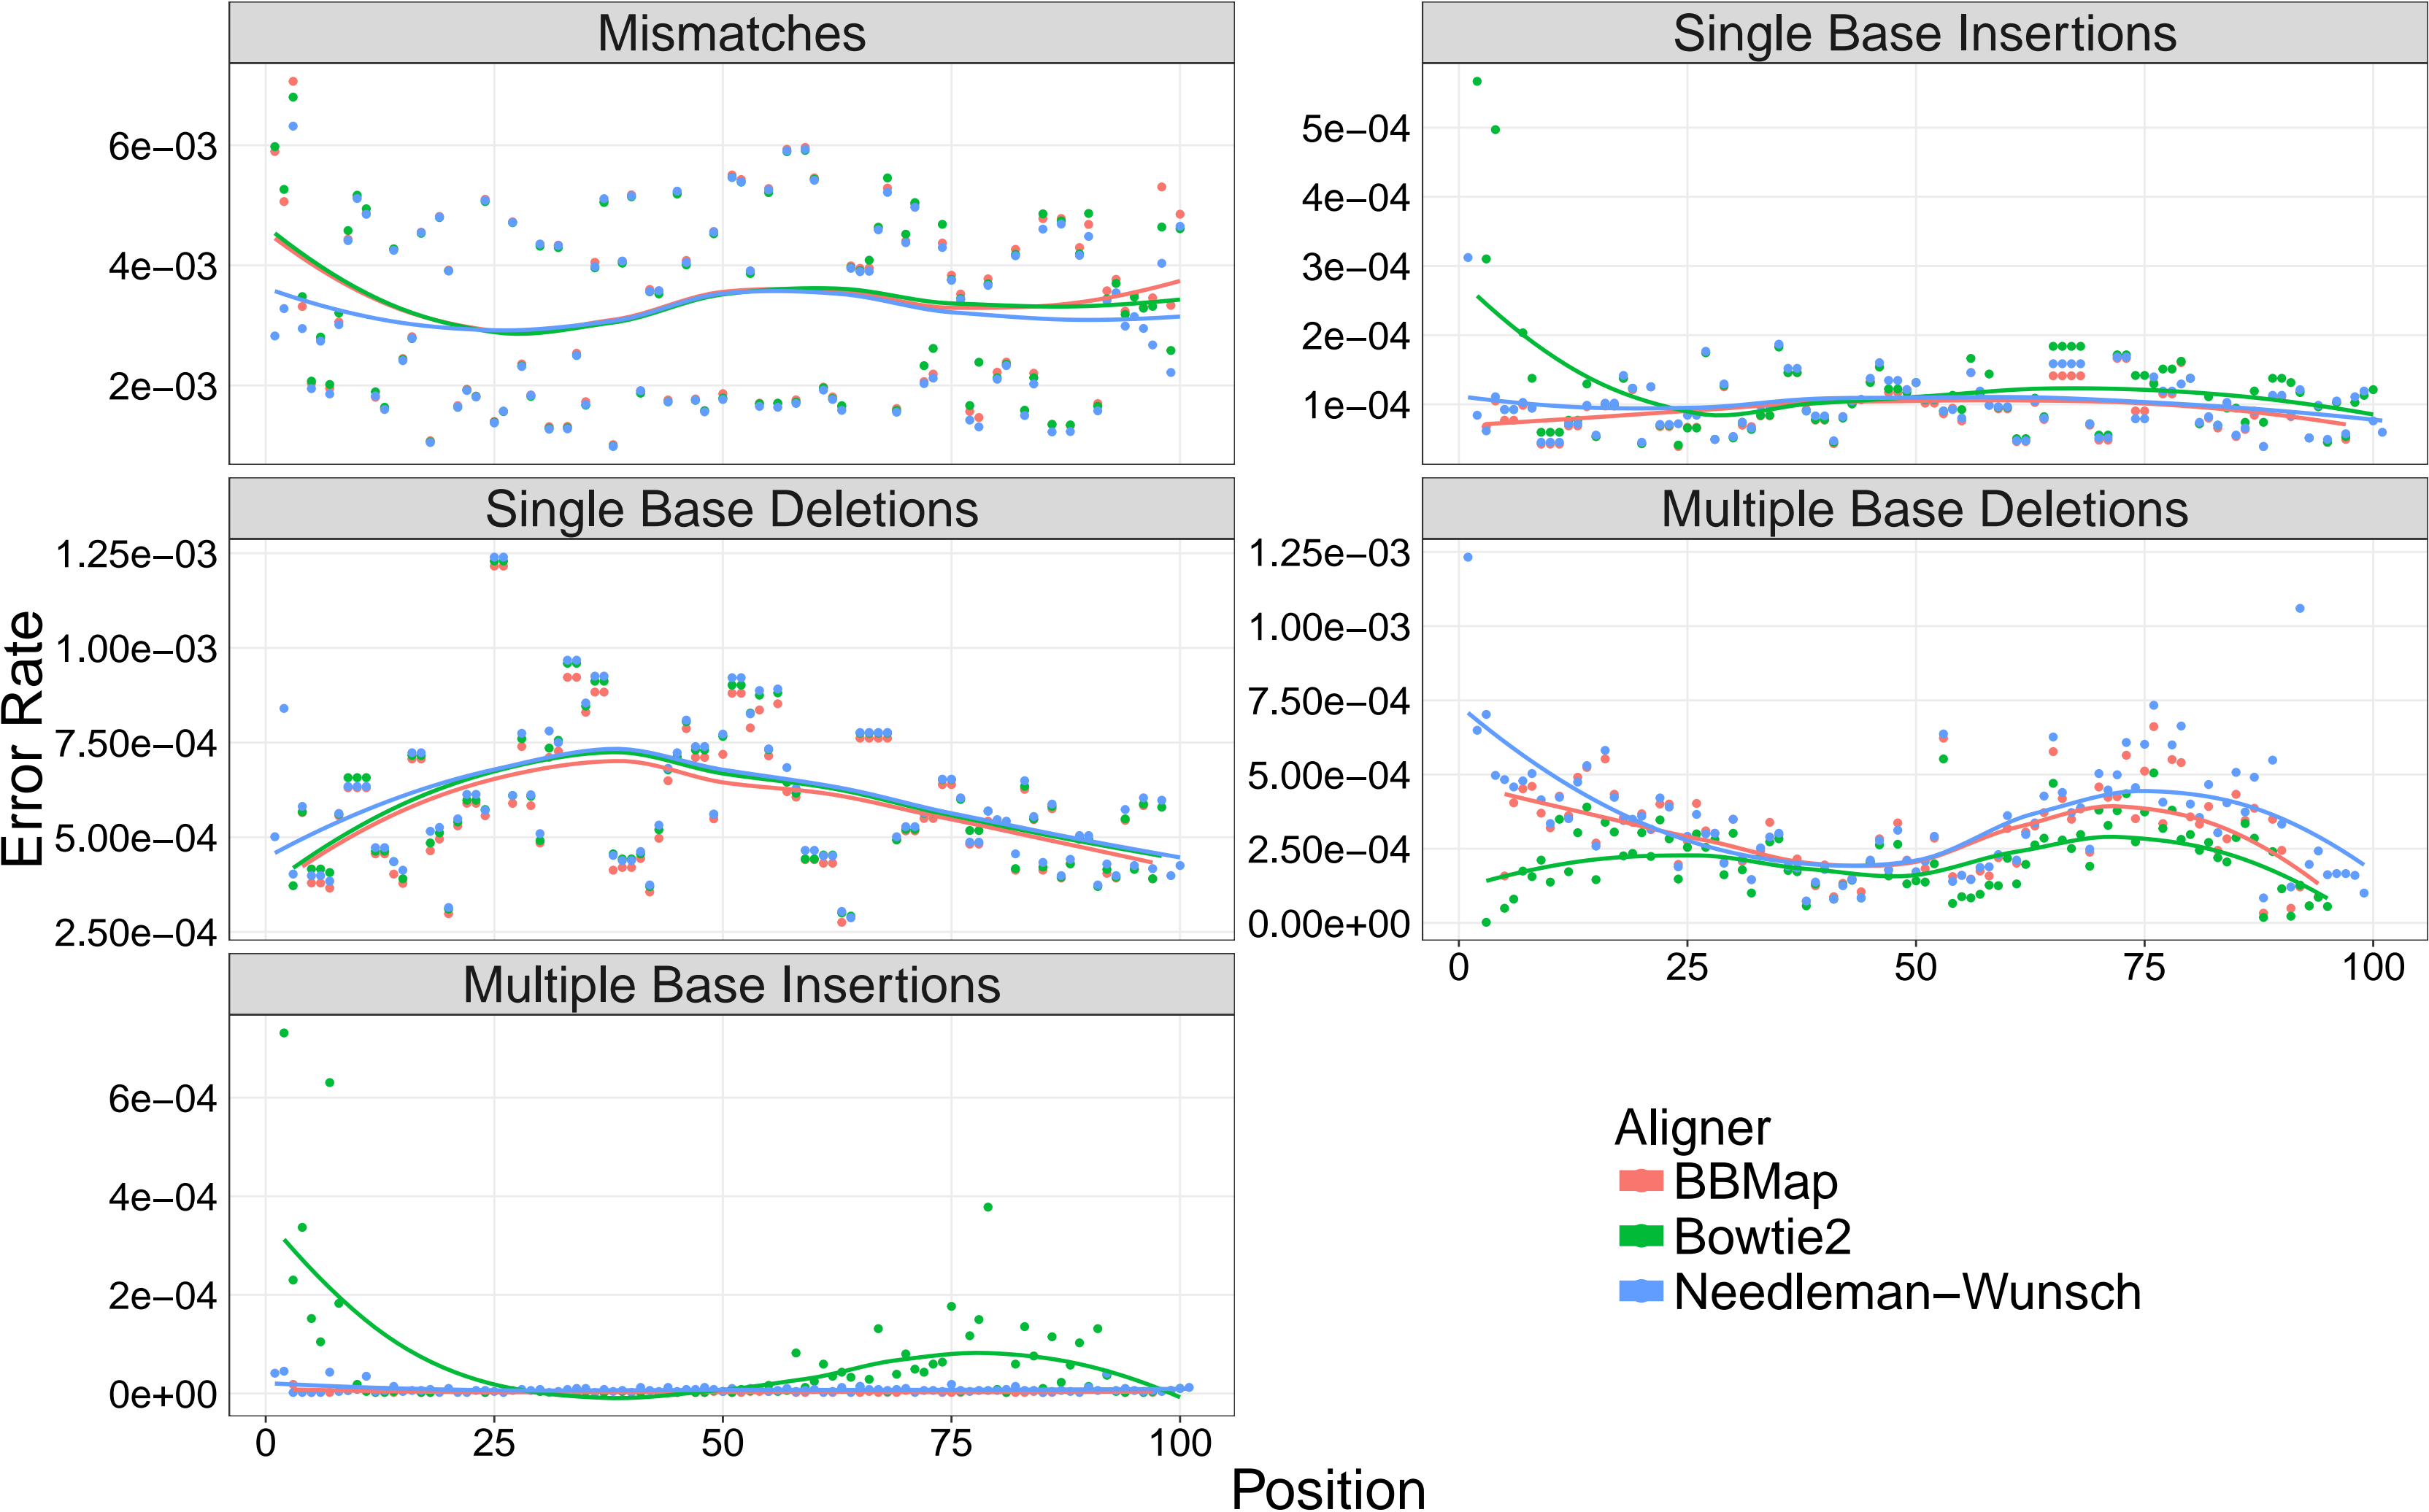 Mismatches
Single Base Insertions
6e−03
4e−03
2e−03
5e−04
4e−04
3e−04
2e−04
1e−04
Single Base Deletions
Multiple Base Deletions
1.25e−03
1.00e−03
7.50e−04
5.00e−04
2.50e−04
1.25e−03
1.00e−03
7.50e−04
5.00e−04
2.50e−04
0.00e+00
0 25 50 75 100
Error Rate
Multiple Base Insertions
6e−04
4e−04
2e−04
0e+00
0 25 50 75 100
Aligner
BBMap
Bowtie2
Needleman−Wunsch
Position